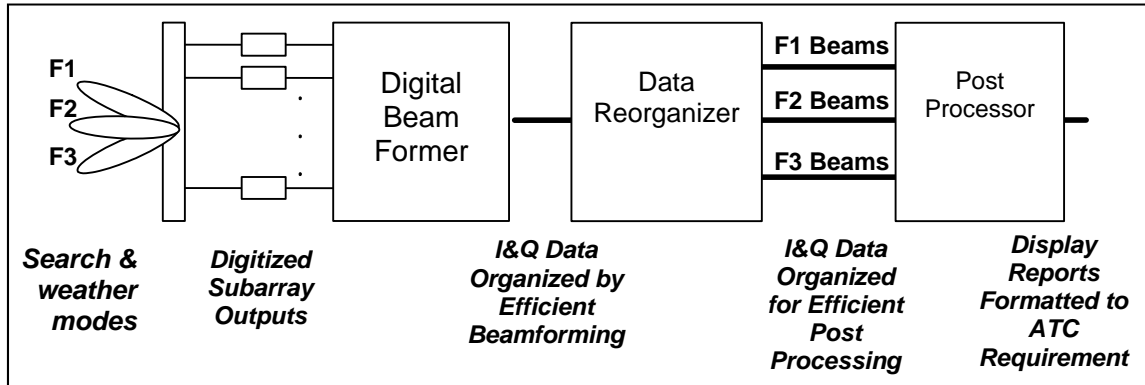 F1
F2
F3
Digital
Beam
Former
Data
Reorganizer
F1 Beams
F2 Beams
F3 Beams
Post
Processor
Search &
weather
modes
Digitized
Subarray
Outputs
I&Q Data
Organized by
Efficient
Beamforming
I&Q Data
Organized
for Efficient
Post
Processing
Display
Reports
Formatted to
ATC
Requirement